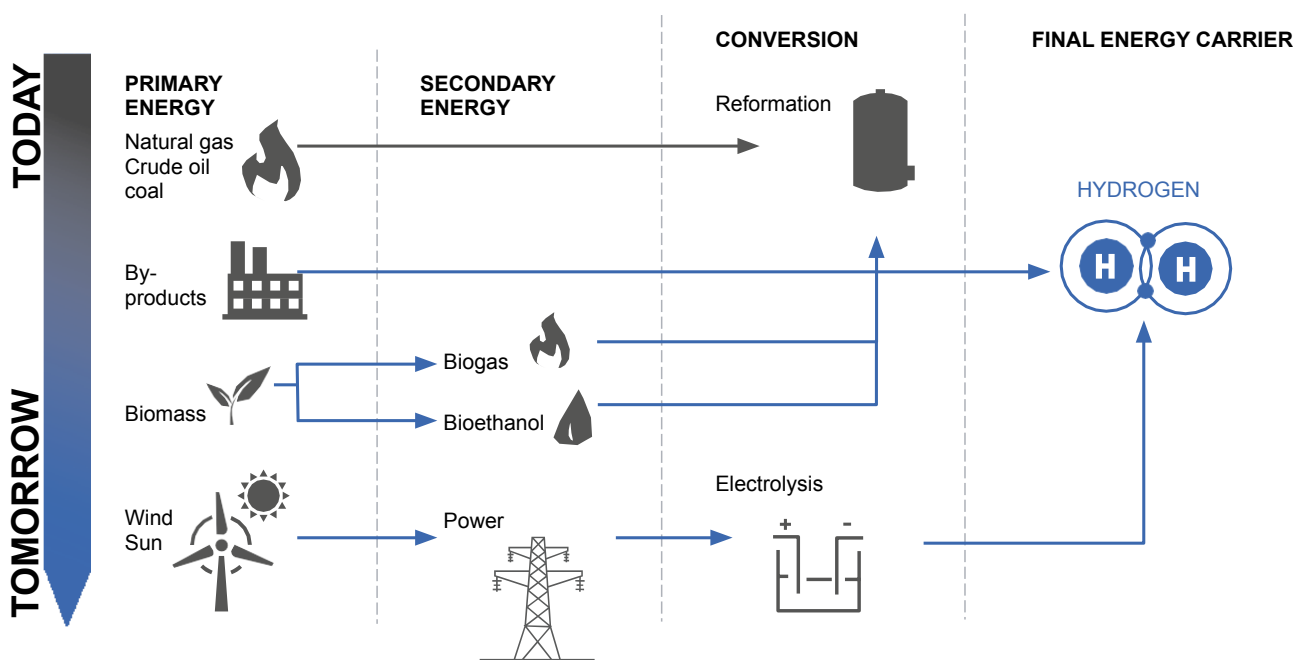 TODAY
TOMORROW
PRIMARY
ENERGY
Natural gas
Crude oil
coal
By-
products
Biomass
Wind
Sun
SECONDARY
ENERGY
Biogas
Bioethanol
Power
CONVERSION
Reformation
Electrolysis
+ -
FINAL ENERGY CARRIER
HYDROGEN
H H